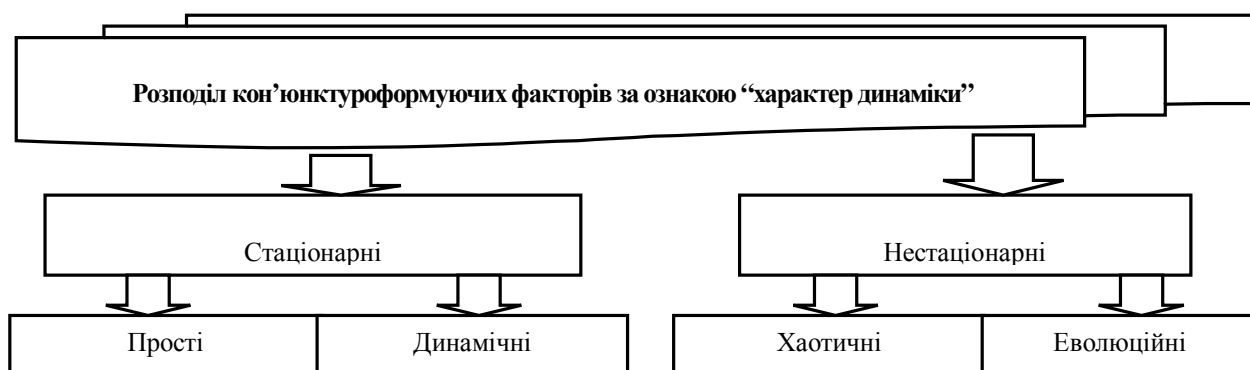 Розподіл кон’юнктуроформуючих факторів за ознакою “характер динаміки”
Стаціонарні
Нестаціонарні
Прості
Динамічні
Хаотичні
Еволюційні